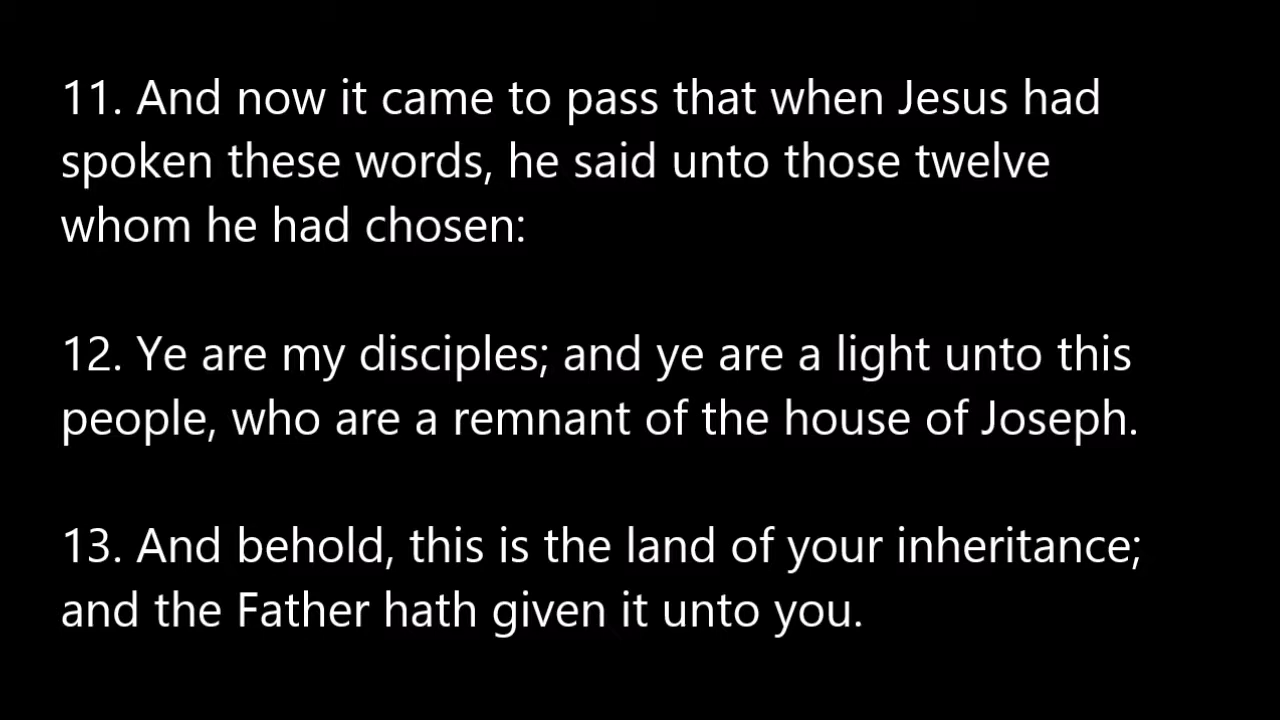 11. And now it came to pass that when Jesus had
spoken these words, he said unto those twelve
whom he had chosen:
12. Ye are my disciples; and ye are a light unto this
people, who are a remnant of the house of Joseph.
13. And behold, this is the land of your inheritance;
and the Father hath given it unto you.